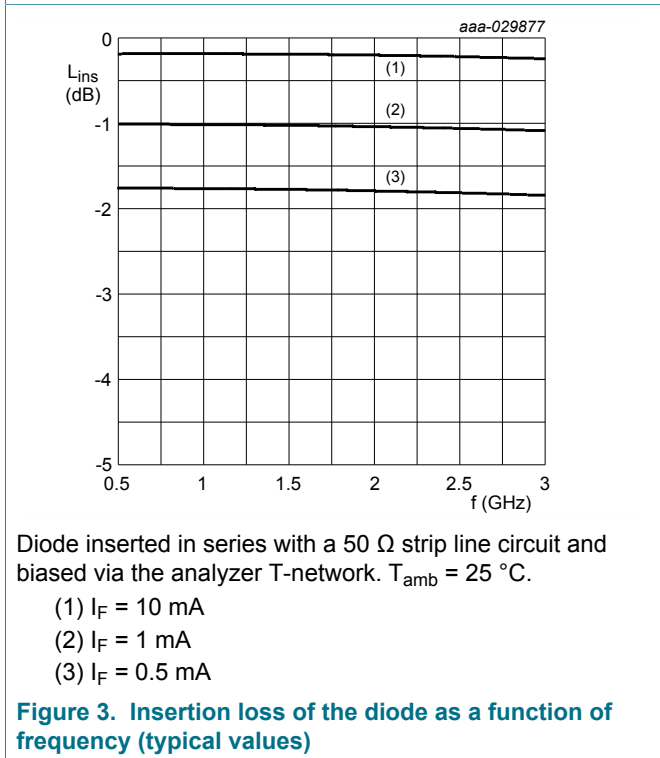 aaa-029877
0
Lins
(dB)
(1)
(2)
-1
(3)
-2
-3
-4
-5
0.5 1 1.5 2 2.5 3
f (GHz)
Diode inserted in series with a 50 Ω strip line circuit and
biased via the analyzer T-network. Tamb = 25 °C.
(1) IF = 10 mA
(2) IF = 1 mA
(3) IF = 0.5 mA
Figure 3. Insertion loss of the diode as a function of
frequency (typical values)